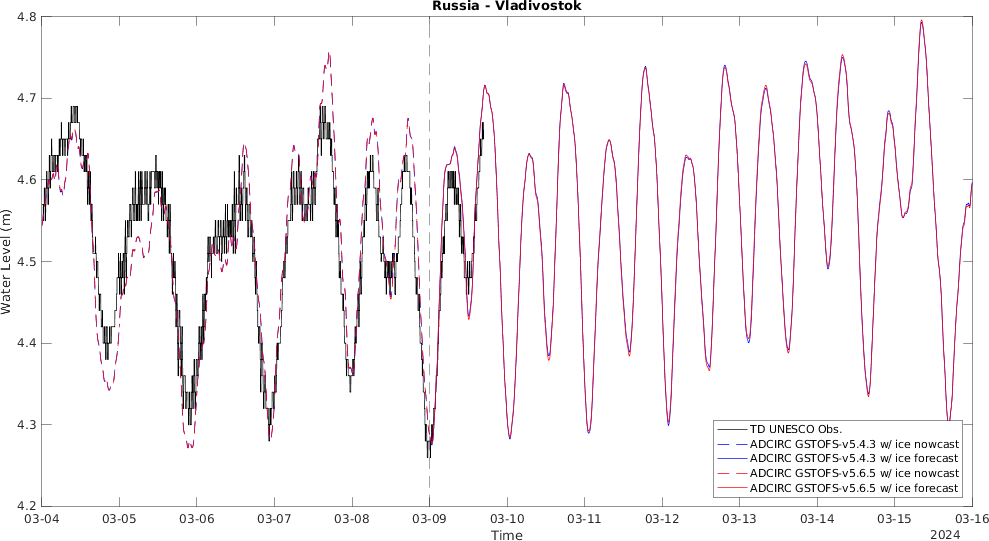 Russia - Vladivostok
Water Level (m)
4.8
4.7
4.6
4.5
4.4
4.3
4.2
TD UNESCO Obs.
ADCIRC GSTOFS-v5.4.3 w/ ice nowcast
ADCIRC GSTOFS-v5.4.3 w/ ice forecast
ADCIRC GSTOFS-v5.6.5 w/ ice nowcast
ADCIRC GSTOFS-v5.6.5 w/ ice forecast
03-04 03-05 03-06 03-07 03-08 03-09 03-10 03-11 03-12 03-13 03-14 03-15 03-16
Time
2024